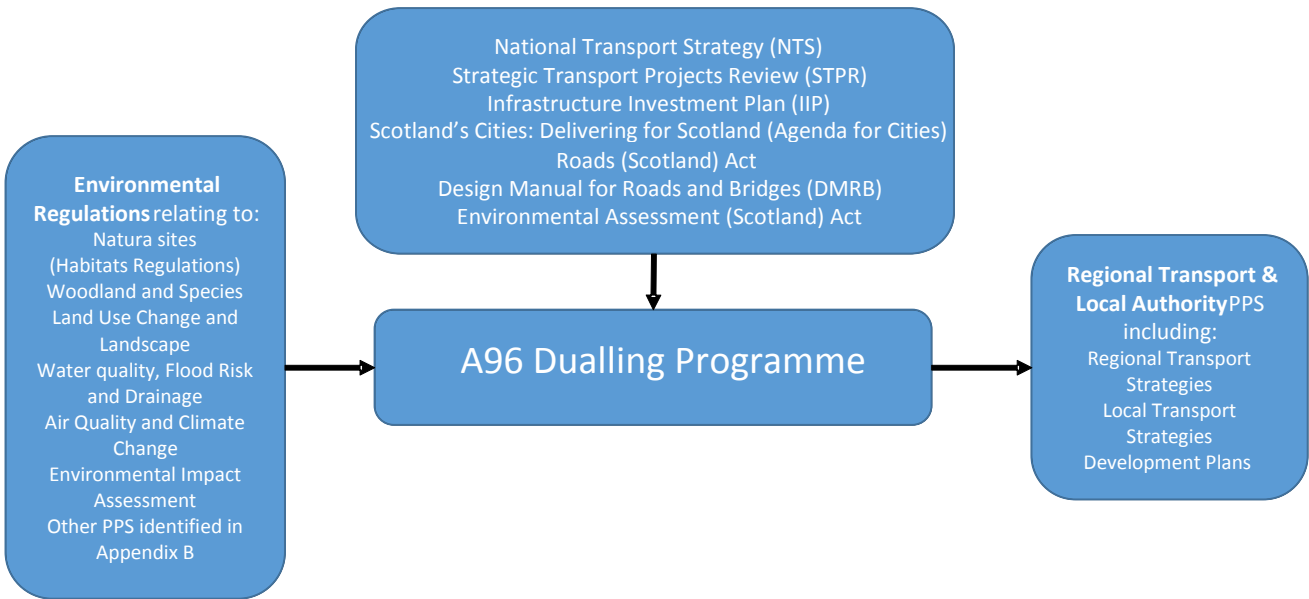 National Transport Strategy (NTS)
Strategic Transport Projects Review (STPR)
Infrastructure Investment Plan (IIP)
Scotland's Cities: Delivering for Scotland (Agenda for Cities)
Roads (Scotland) Act
Design Manual for Roads and Bridges (DMRB)
Environmental Assessment (Scotland) Act
Environmental
Regulations relating to:
Natura sites
(Habitats Regulations)
Woodland and Species
Land Use Change and
Landscape
Water quality, Flood Risk
and Drainage
Air Quality and Climate
Change
Environmental Impact
Assessment
Other PPS identified in
Appendix B
A96 Dualling Programme
Regional Transport &
Local AuthorityPPS
including:
Regional Transport
Strategies
Local Transport
Strategies
Development Plans